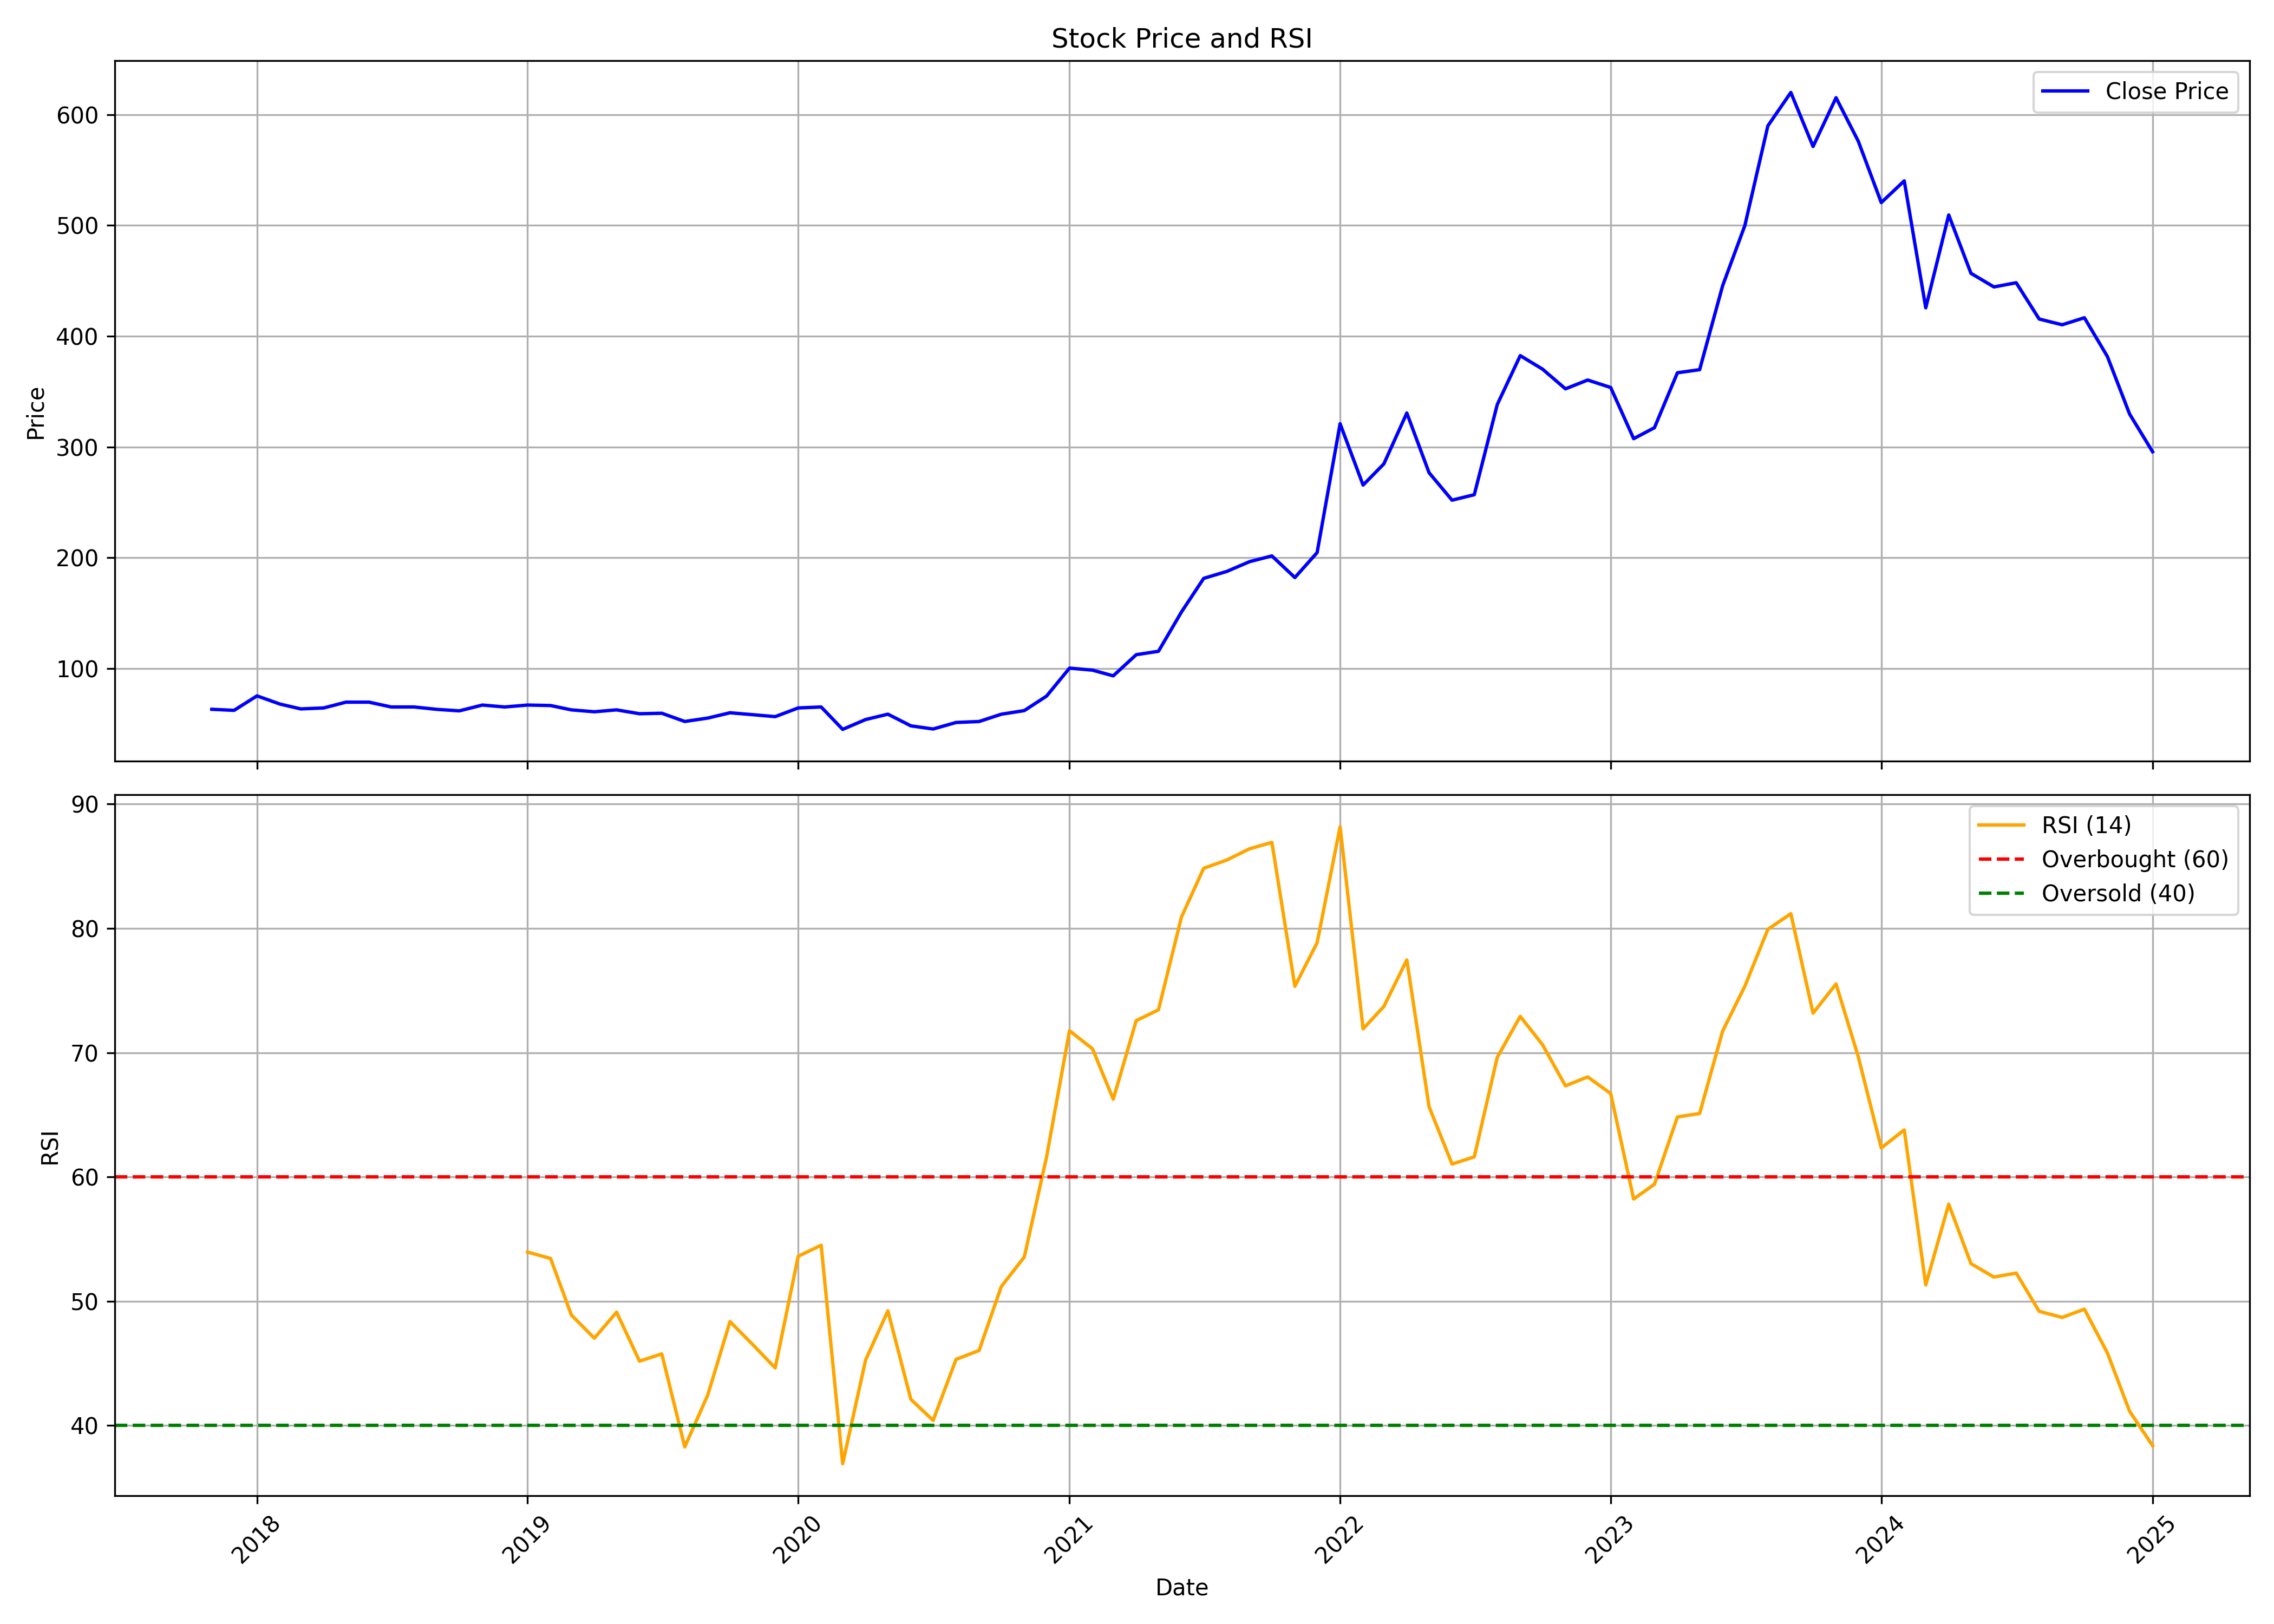 Stock Price and RSI
Close Price
600
500
400
300
200
100
Price
90
80
70
60
50
40
RSI
RSI (14)
Overbought (60)
Oversold (40)
2018
2019
2020
2021
2022
2023
2024
2025
Date